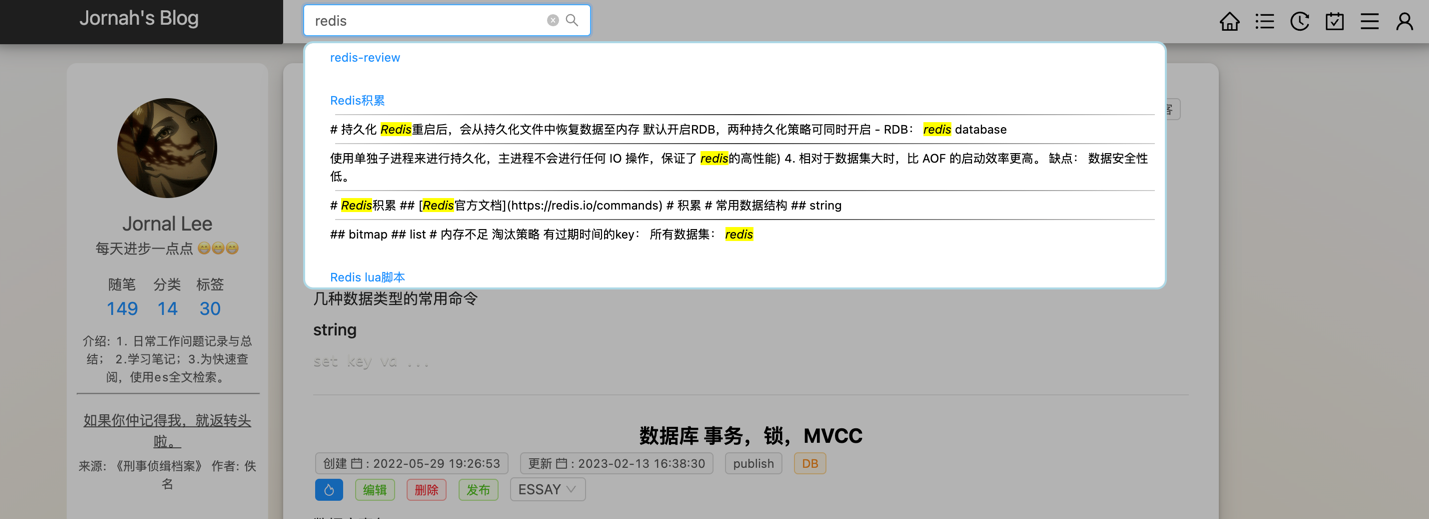 Jornah's Blog
redis
redis-review
Redis积累
# 持久化 Redis重启后，会从持久化文件中恢复数据至内存 默认开启RDB，两种持久化策略可同时开启 - RDB： redis database
使用单独子进程来进行持久化，主进程不会进行任何 IO 操作，保证了 redis的高性能) 4. 相对于数据集大时，比 AOF 的启动效率更高。 缺点： 数据安全性
低。
# Redis积累 ## [Redis官方文档](https://redis.io/commands) # 积累 # 常用数据结构 ## string
## bitmap ## list # 内存不足 淘汰策略 有过期时间的key： 所有数据集： redis
Redis lua脚本
客
Jornal Lee
每天进步一点点 😁😁😁
随笔 分类 标签
149 14 30
介绍: 1. 日常工作问题记录与总
结； 2.学习笔记；3.为快速查
阅，使用es全文检索。
如果你仲记得我，就返转头
啦。
来源: 《刑事侦缉档案》 作者: 佚
名
几种数据类型的常用命令
string
set key va ...
数据库 事务，锁，MVCC
创建 : 2022-05-29 19:26:53 更新 : 2023-02-13 16:38:30 publish DB
编辑 删除 发布 ESSAY